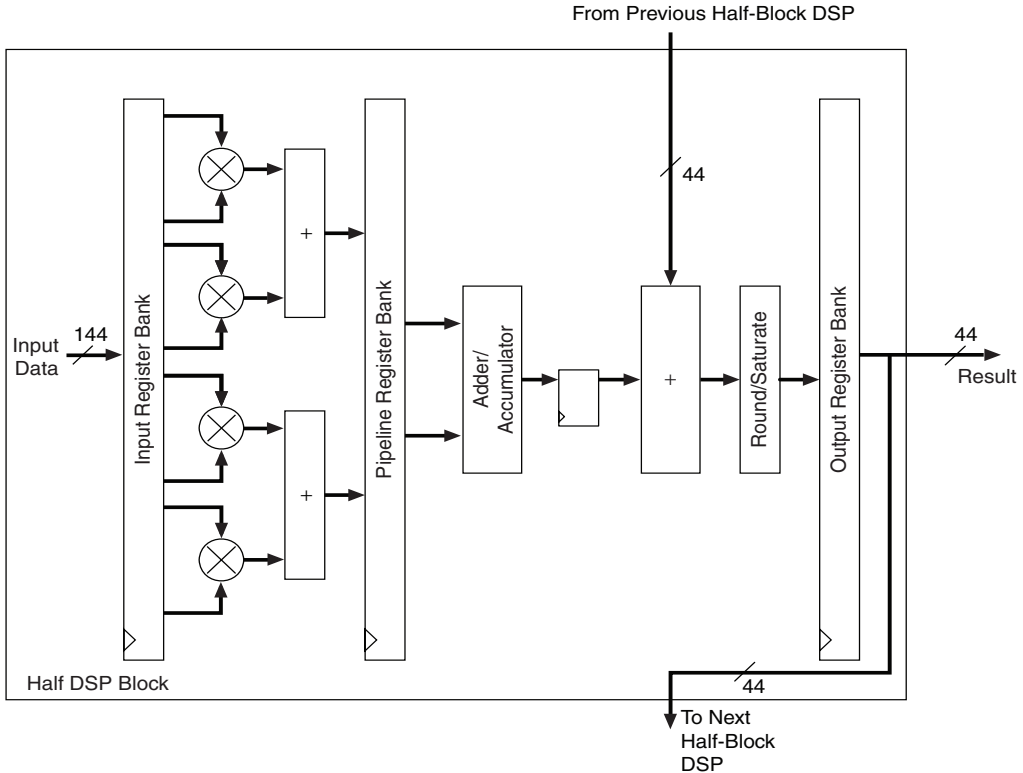 From Previous Half-Block DSP
44
144
Input
Data
Input Register Bank
+
+
Pipeline Register Bank
Adder/
Accumulator
+
Round/Saturate
Output Register Bank
44
Result
Half DSP Block
44
To Next
Half-Block
DSP